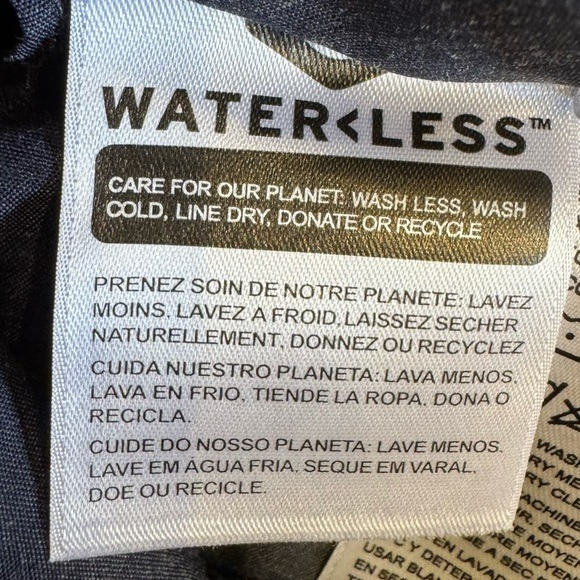 WATER<LESS™
CARE FOR OUR PLANET: WASH LESS, WASH
COLD, LINE DRY, DONATE OR RECYCLE
PRENEZ SOIN DE NOTRE PLANETE: LAVEZ
MOINS. LAVEZ A FROID, LAISSEZ SECHER
NATURELLEMENT, DONNEZ OU RECYCLEZ
CUIDA NUESTRO PLANETA: LAVA MENOS.
LAVA EN FRIO. TIENDE LA ROPA. DONA O
RECICLA.
CUIDE DO NOSSO PLANETA: LAVE MENOS.
LAVE EM ÁGUA FRIA. SEQUE EM VARAL.
DOE OU RECICLE.
USAR